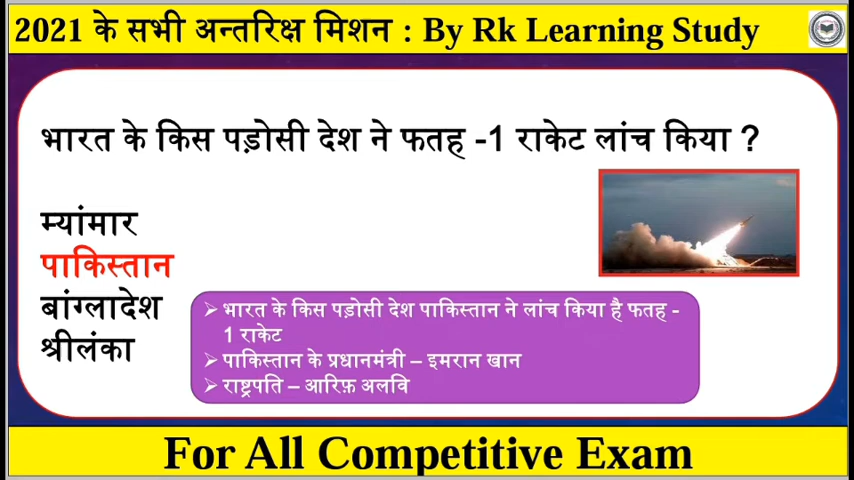 2021 के सभी अन्तरिक्ष मिशन : By Rk Learning Study
भारत के किस पड़ोसी देश ने फतह -1 राकेट लांच किया ?
म्यांमार
पाकिस्तान
बांग्लादेश
श्रीलंका
➢ भारत के किस पड़ोसी देश पाकिस्तान ने लांच किया है फतह -
1 राकेट
➢ पाकिस्तान के प्रधानमंत्री – इमरान खान
➢ राष्ट्रपति – आरिफ़ अलवि
For All Competitive Exam